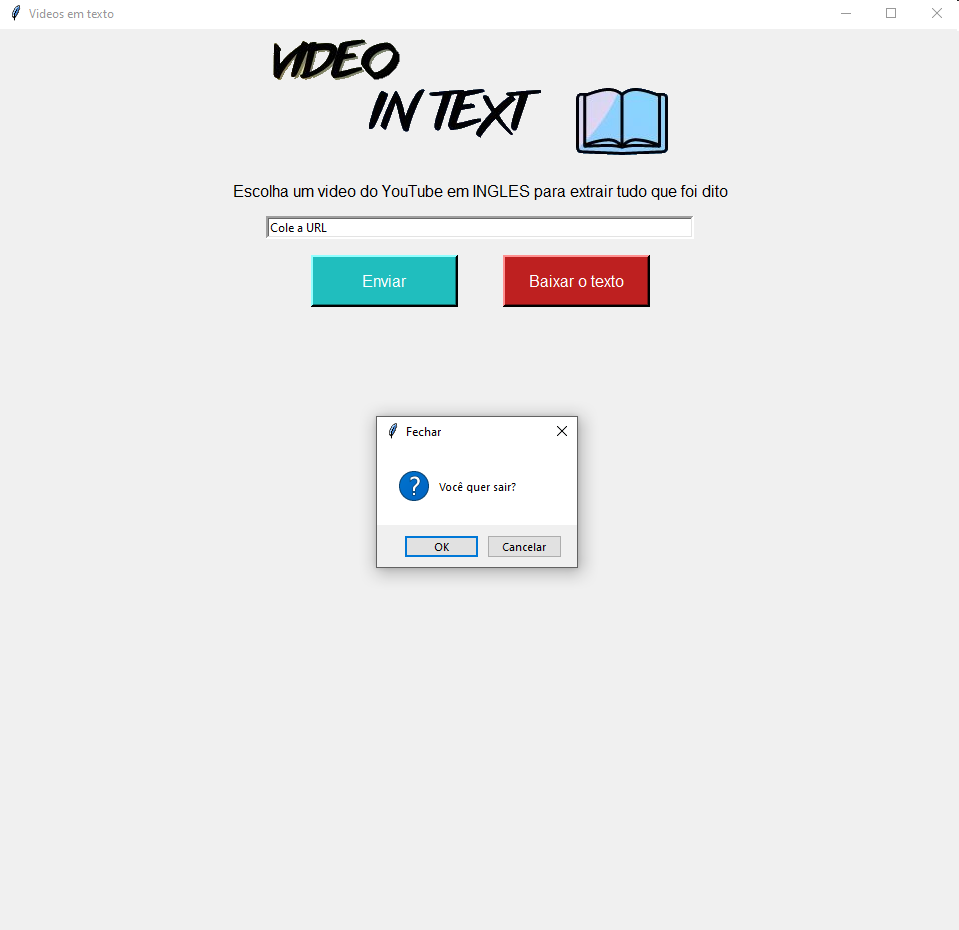 Videos em texto
VIDEO
IN TEXT
Escolha um video do YouTube em INGLES para extrair tudo que foi dito
Cole a URL
Enviar
Baixar o texto
Fechar
?
Você quer sair?
OK
Cancelar